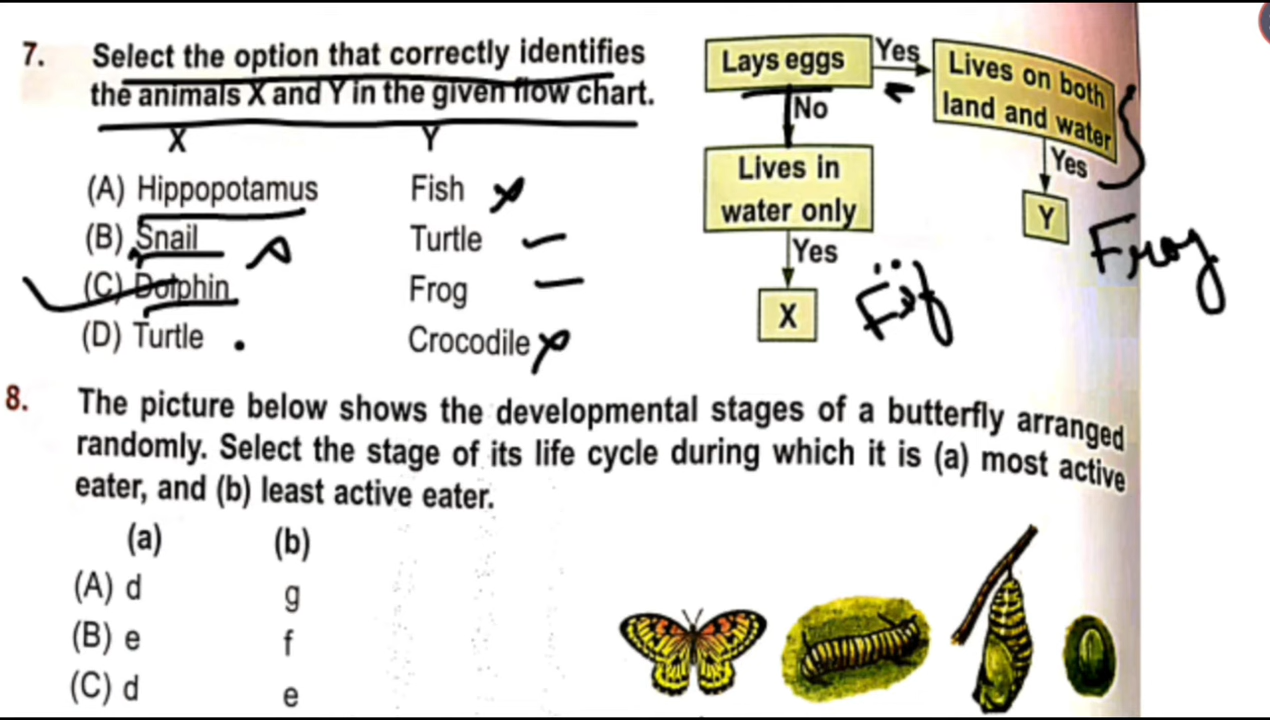 7. Select the option that correctly identifies
the animals X and Y in the given flow chart.
X Y
(A) Hippopotamus Fish
(B) Snail Turtle
(C) Dolphin Frog
(D) Turtle Crocodile
Lays eggs
Yes
Lives on both
land and water
No
Yes
Lives in
water only
Y
Frog
Yes
X
8. The picture below shows the developmental stages of a butterfly arranged
randomly. Select the stage of its life cycle during which it is (a) most active
eater, and (b) least active eater.
(a) (b)
(A) d g
(B) e f
(C) d e